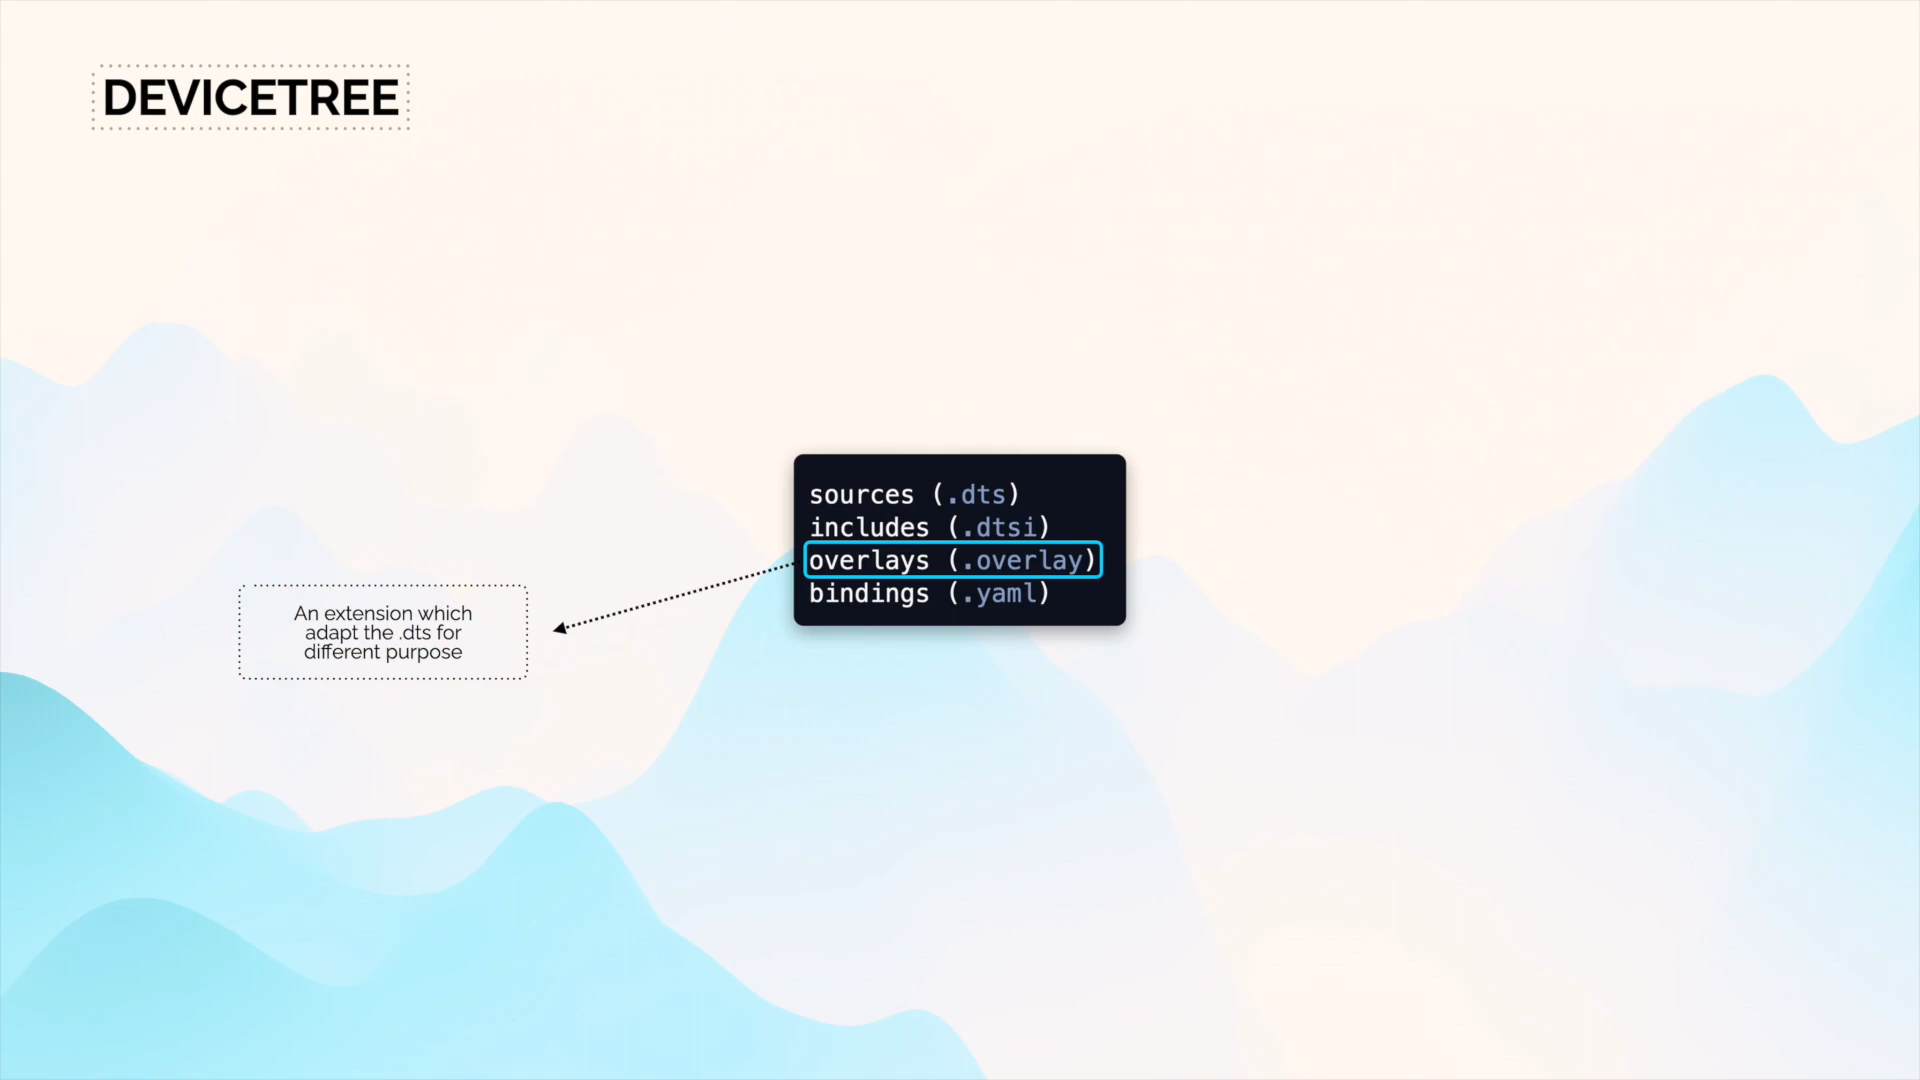 DEVICETREE
sources (.dts)
includes (.dtsi)
overlays (.overlay)
bindings (.yaml)
An extension which
adapt the .dts for
different purpose